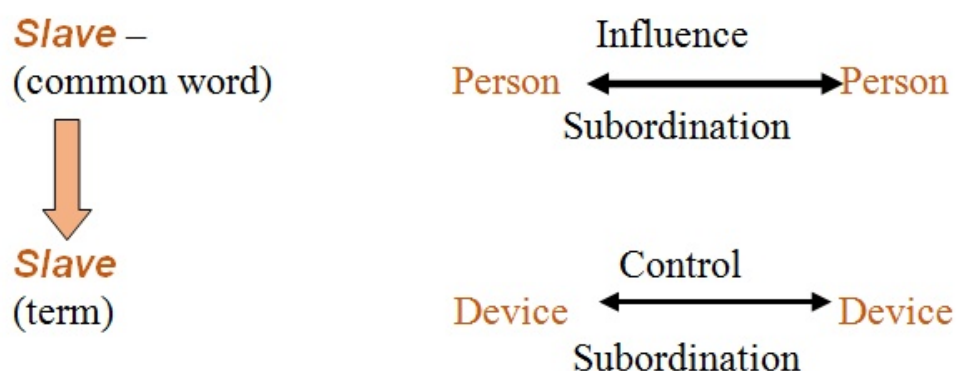 Slave –
(common word)
Influence
Person Person
Subordination
Slave
(term)
Control
Device Device
Subordination